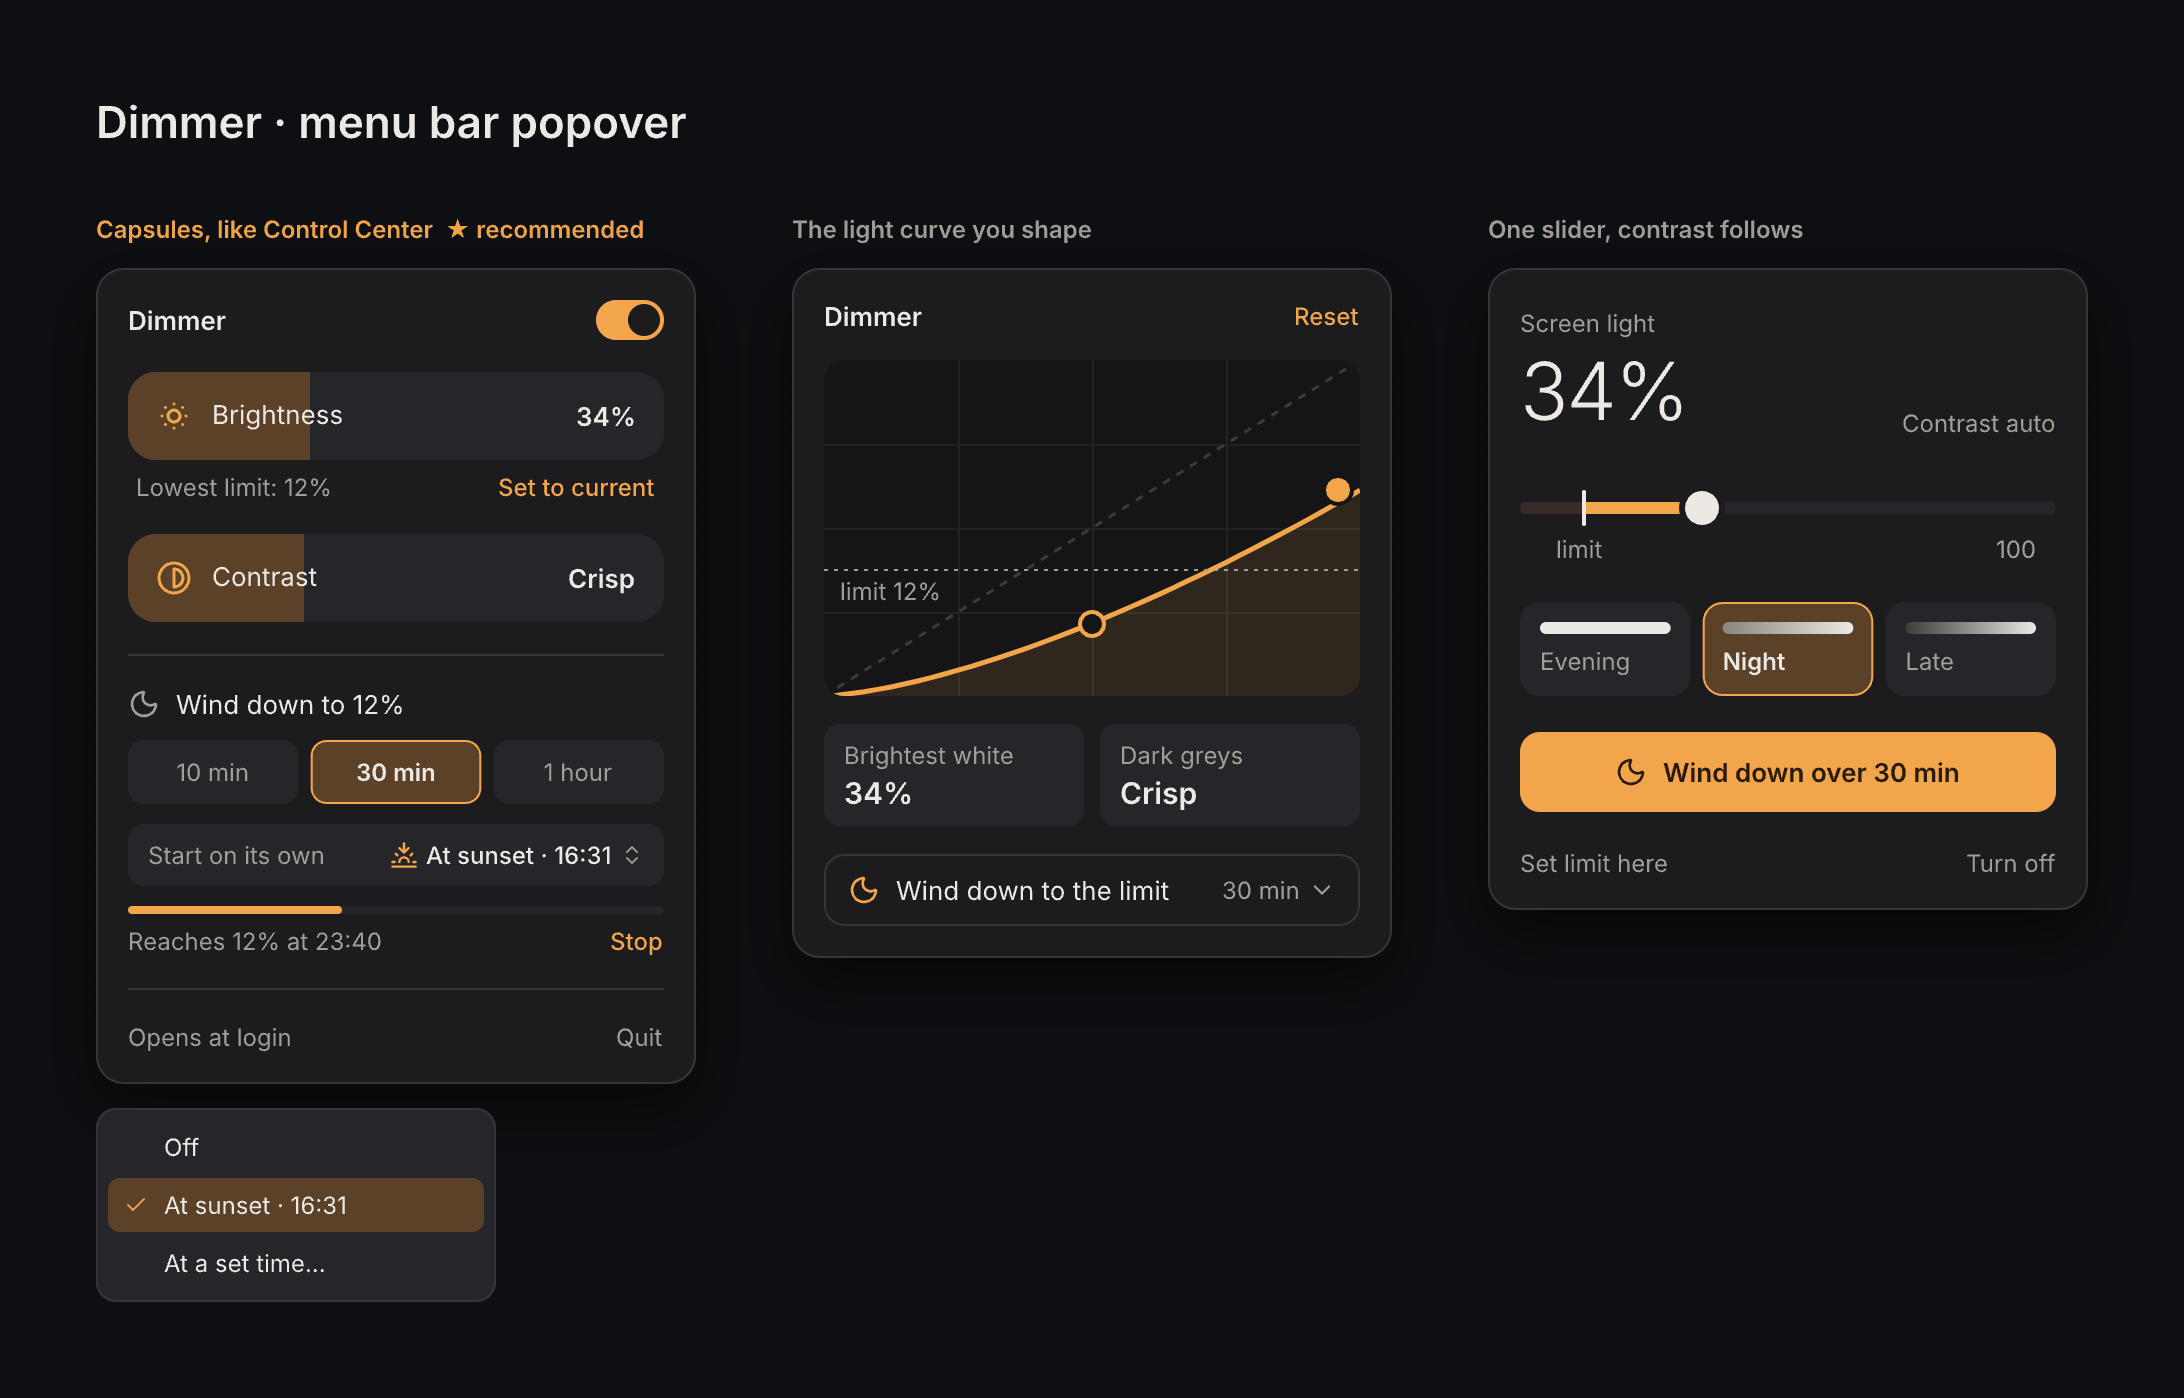 Dimmer · menu bar popover
Capsules, like Control Center ★ recommended
Dimmer
Brightness 34%
Lowest limit: 12% Set to current
Contrast Crisp
Wind down to 12%
10 min 30 min 1 hour
Start on its own At sunset · 16:31
Reaches 12% at 23:40 Stop
Opens at login Quit
Off
At sunset · 16:31
At a set time...
The light curve you shape
Dimmer Reset
limit 12%
Brightest white
34%
Dark greys
Crisp
Wind down to the limit 30 min
One slider, contrast follows
Screen light
34%
Contrast auto
limit 100
Evening Night Late
Wind down over 30 min
Set limit here Turn off